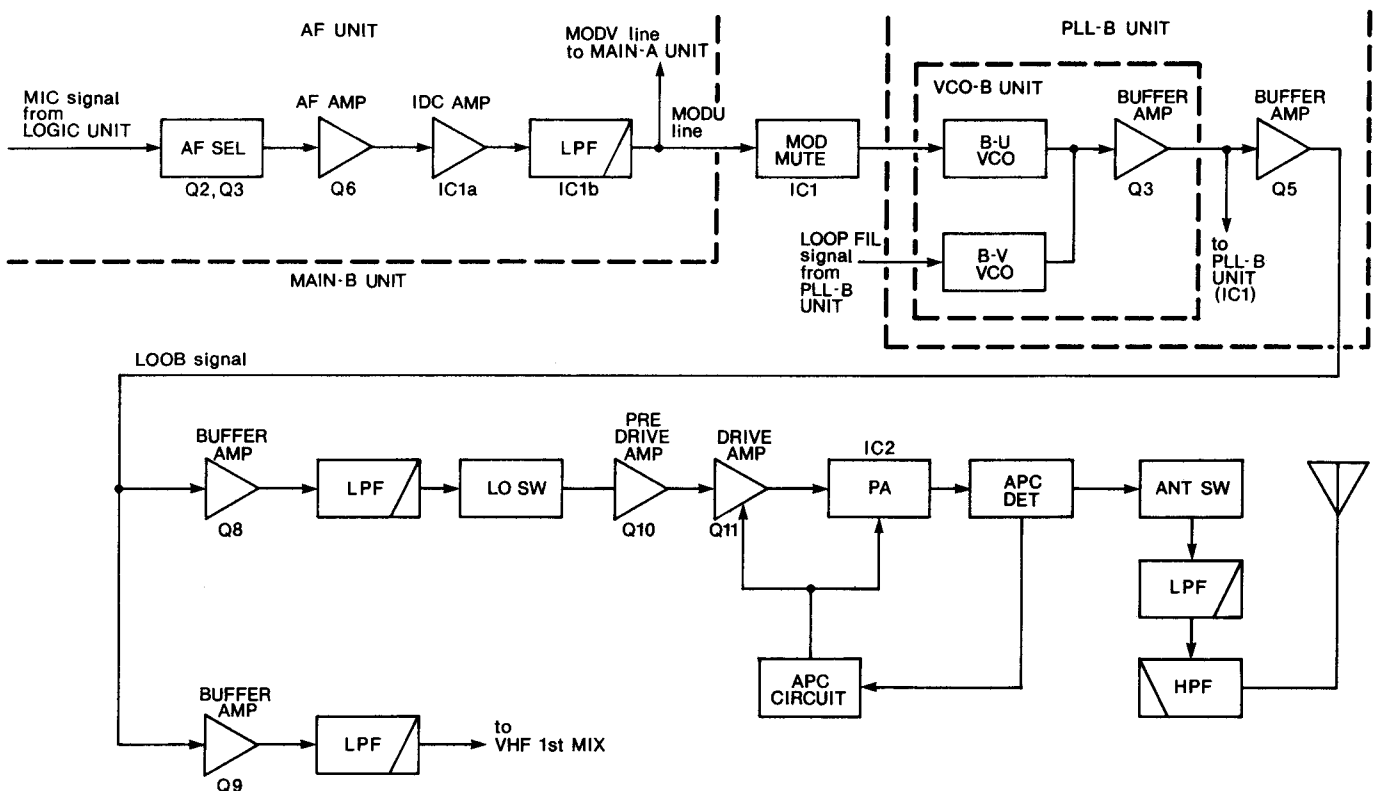 AF UNIT
MODV line
to MAIN-A UNIT
PLL-B UNIT
MIC signal
from
LOGIC UNIT
AF SEL
Q2, Q3
AF AMP
Q6
IDC AMP
IC1a
LPF
IC1b
MODU
line
MOD
MUTE
IC1
VCO-B UNIT
B-U
VCO
BUFFER
AMP
Q3
BUFFER
AMP
Q5
LOOP FIL
signal
from
PLL-B
UNIT
B-V
VCO
to
PLL-B
UNIT
(IC1)
MAIN-B UNIT
LOOB signal
BUFFER
AMP
Q8
LPF
LO SW
PRE
DRIVE
AMP
Q10
DRIVE
AMP
Q11
IC2
PA
APC
DET
ANT SW
LPF
HPF
APC
CIRCUIT
BUFFER
AMP
Q9
LPF
to
VHF 1st MIX